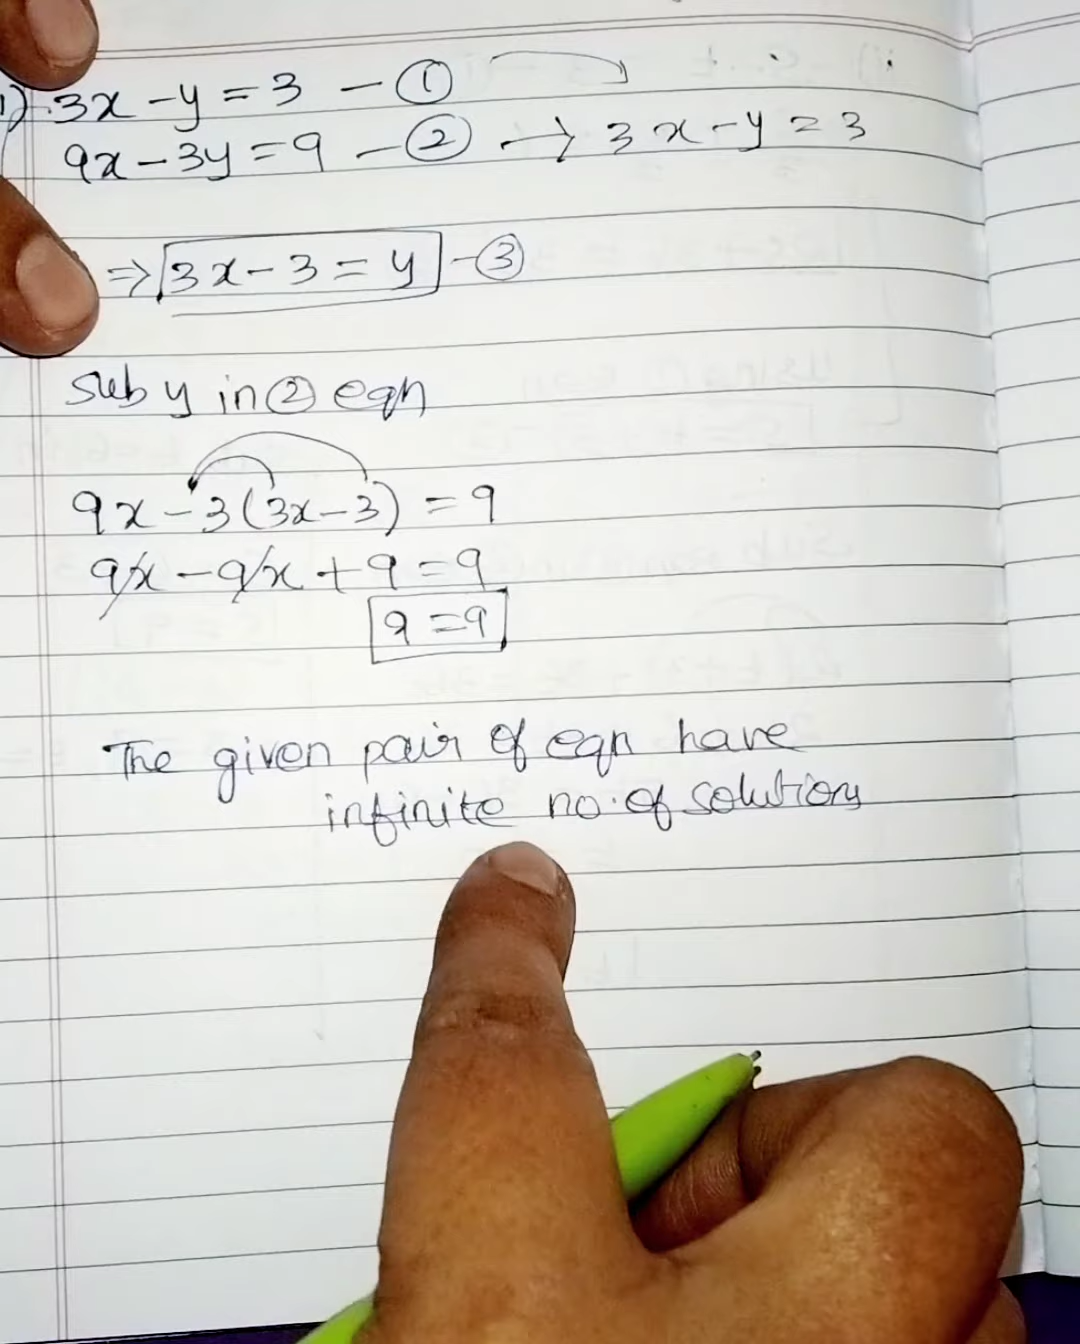 1) 3x - y = 3 - ①
9x - 3y = 9 - ② → 3x - y = 3
⇒ 3x - 3 = y - ③
Sub y in ② eqn
9x - 3(3x - 3) = 9
9x - 9x + 9 = 9
9 = 9
The given pair of eqn have
infinite no. of solutions